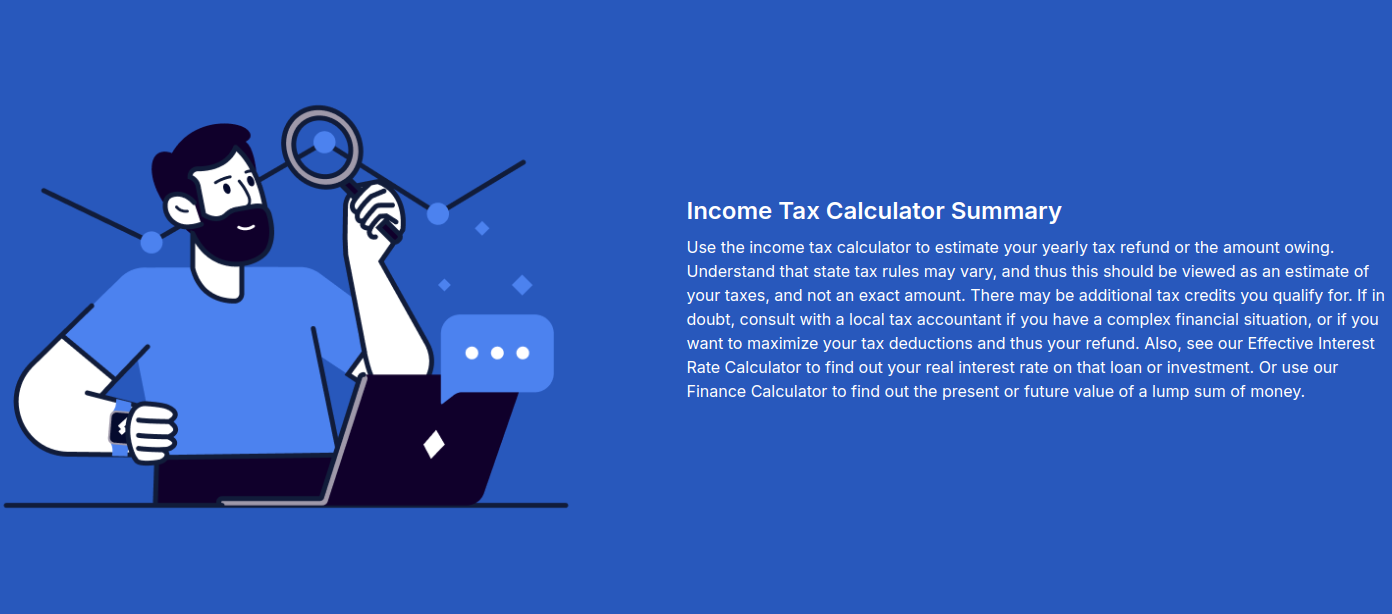 Income Tax Calculator Summary
Use the income tax calculator to estimate your yearly tax refund or the amount owing.
Understand that state tax rules may vary, and thus this should be viewed as an estimate of
your taxes, and not an exact amount. There may be additional tax credits you qualify for. If in
doubt, consult with a local tax accountant if you have a complex financial situation, or if you
want to maximize your tax deductions and thus your refund. Also, see our Effective Interest
Rate Calculator to find out your real interest rate on that loan or investment. Or use our
Finance Calculator to find out the present or future value of a lump sum of money.